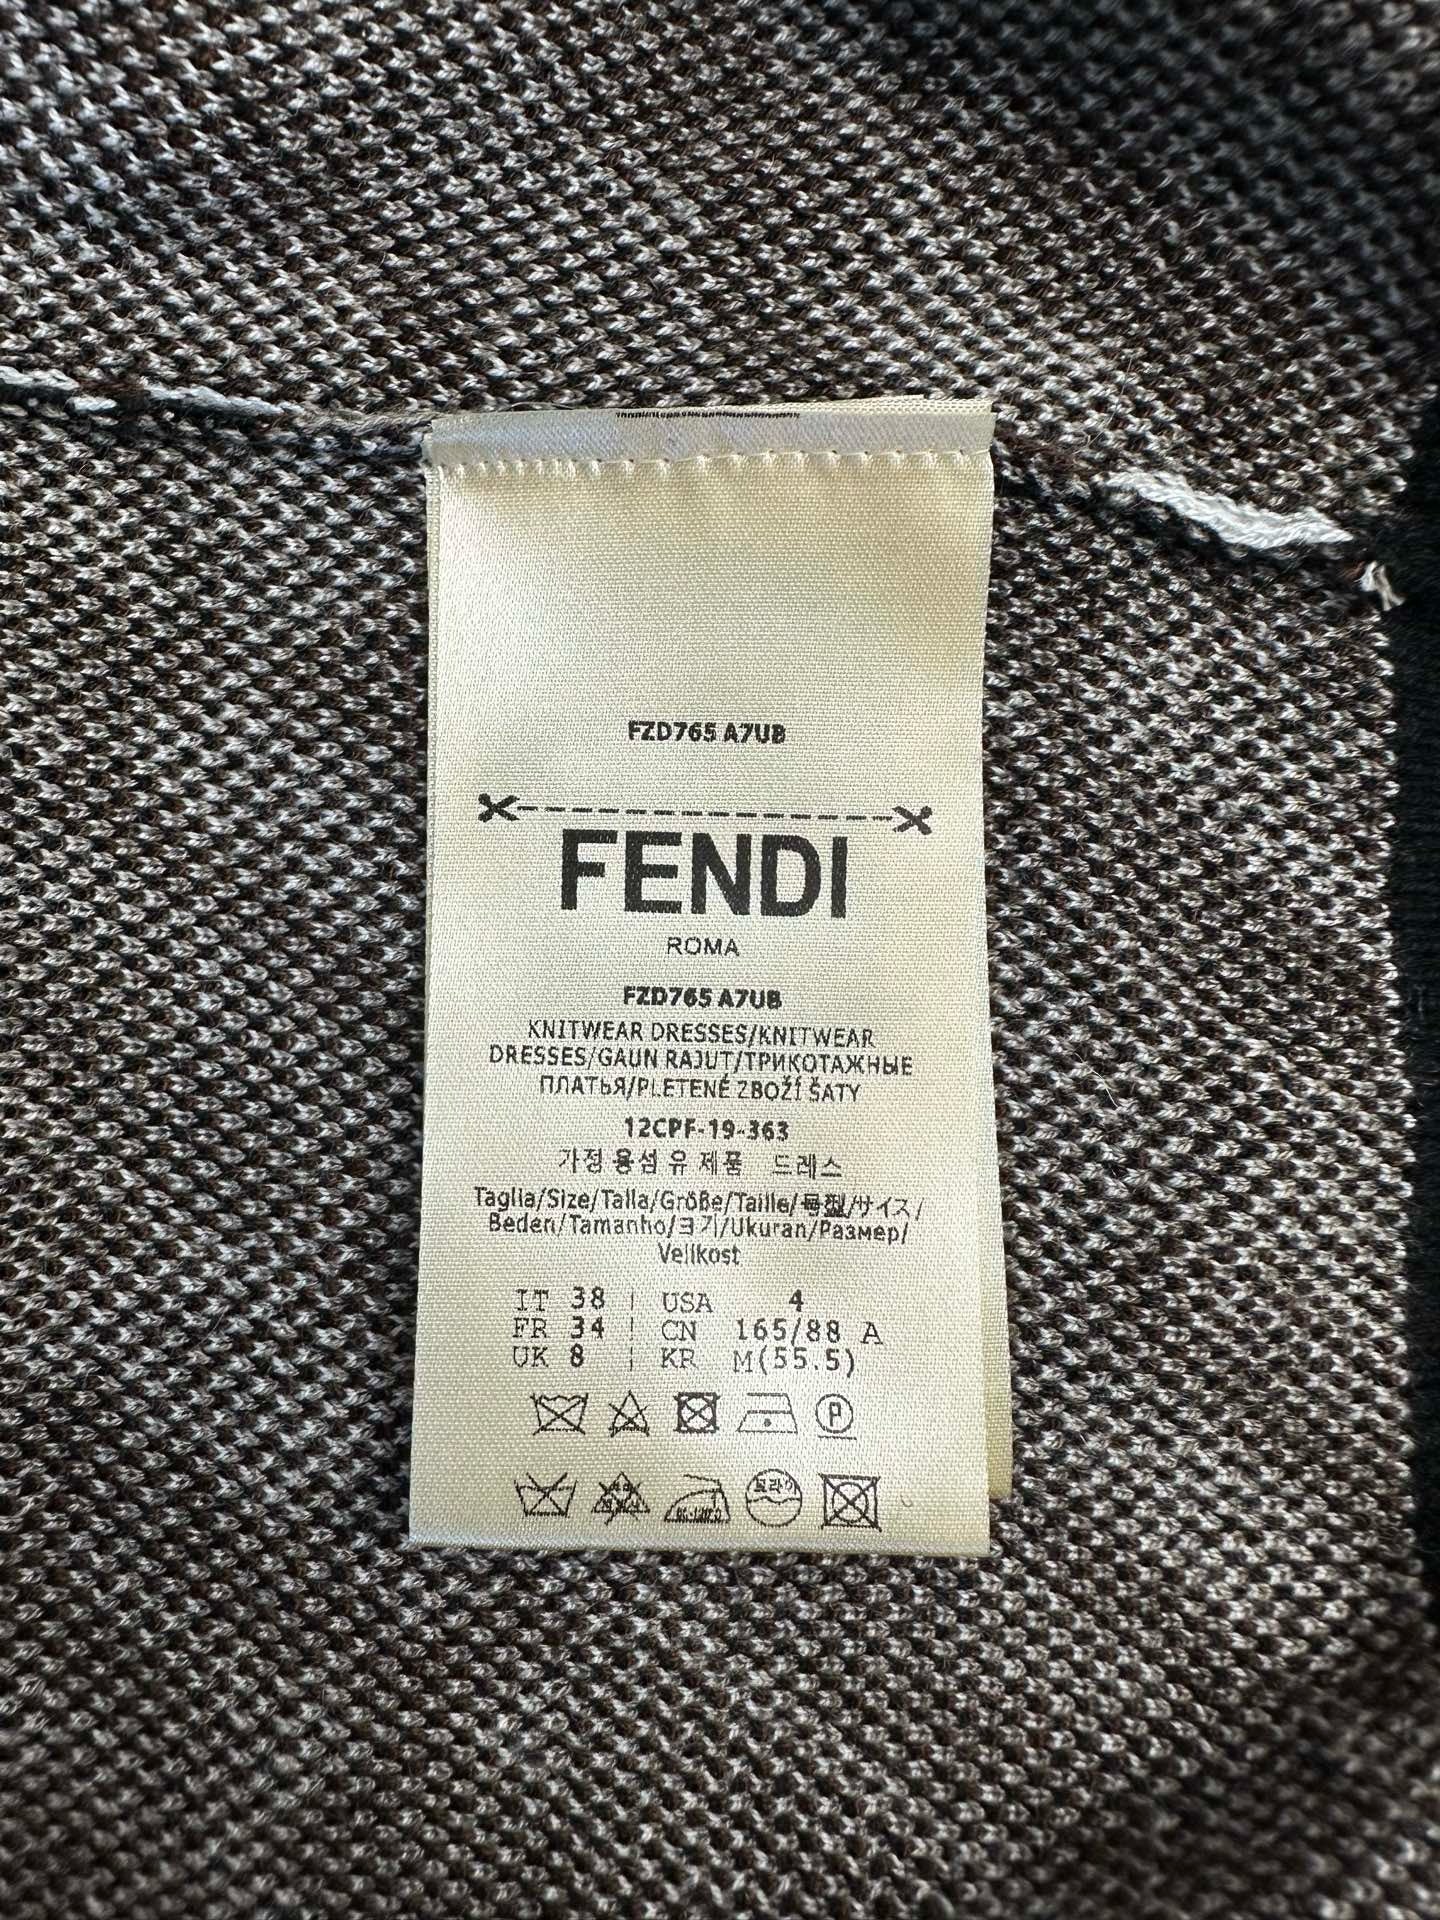 FZD765 A7UB
FENDI
ROMA
FZD765 A7UB
KNITWEAR DRESSES/KNITWEAR
DRESSES/GAUN RAJUT/ТРИКОТАЖНЫЕ
ПЛАТЬЯ/PLETENÉ ZBOŽÍ ŠATY
12CPF-19-363
가정 용섬 유 제품 드레스
Taglia/Size/Talla/Größe/Taille/号型/サイズ/
Beden/Tamanho/크기/Ukuran/Размер/
Velikost
IT 38 | USA 4
FR 34 | CN 165/88 A
UK 8 | KR M(55.5)
P
드라이